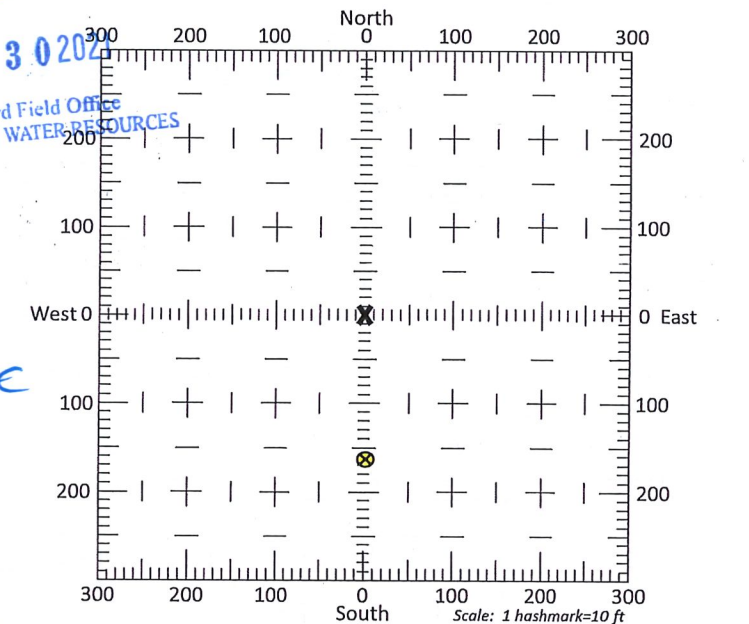 North
300 200 100 0 100 200 300
3 0 202
d Field Office
WATER RESOURCES
200 200
100 100
West 0 0 East
100 100
200 200
300 200 100 0 100 200 300
South
Scale: 1 hashmark=10 ft